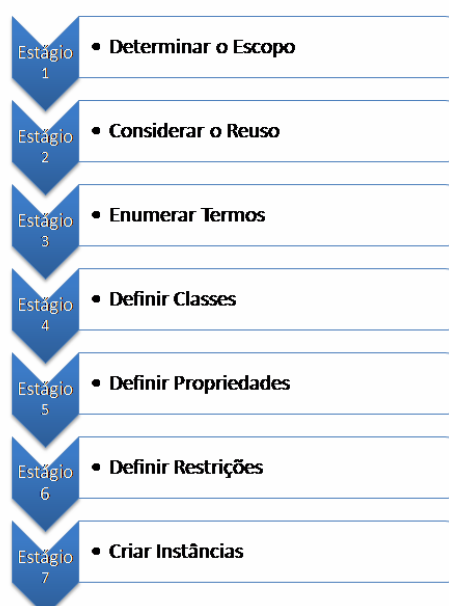 Estágio
1
• Determinar o Escopo
Estágio
2
• Considerar o Reuso
Estágio
3
• Enumerar Termos
Estágio
4
• Definir Classes
Estágio
5
• Definir Propriedades
Estágio
6
• Definir Restrições
Estágio
7
• Criar Instâncias